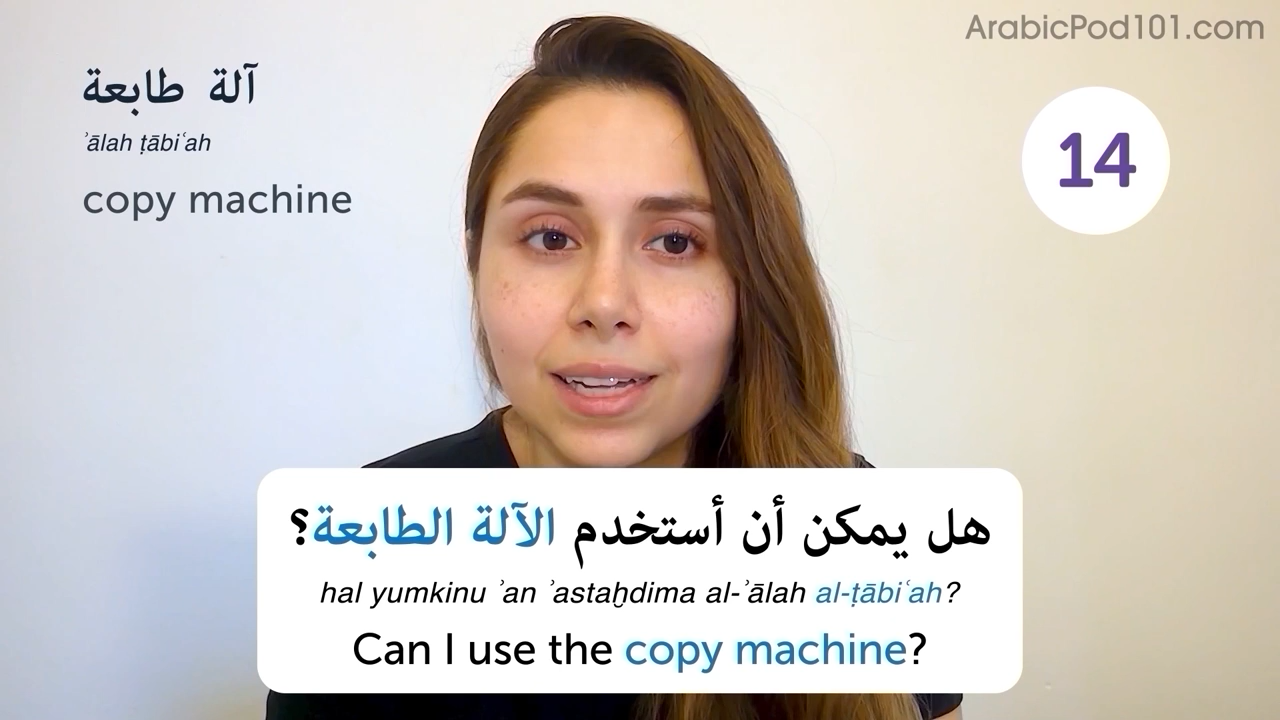 ArabicPod101.com
آلة طابعة
ʾālah ṭābiʿah
copy machine
14
هل يمكن أن أستخدم الآلة الطابعة؟
hal yumkinu ʾan ʾastaḫdima al-ʾālah al-ṭābiʿah?
Can I use the copy machine?